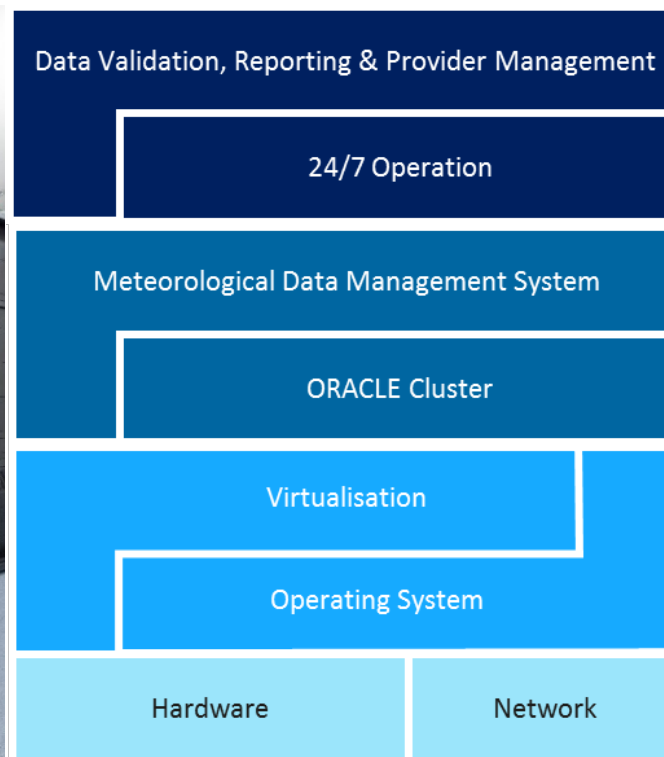 Data Validation, Reporting & Provider Management
24/7 Operation
Meteorological Data Management System
ORACLE Cluster
Virtualisation
Operating System
Hardware
Network